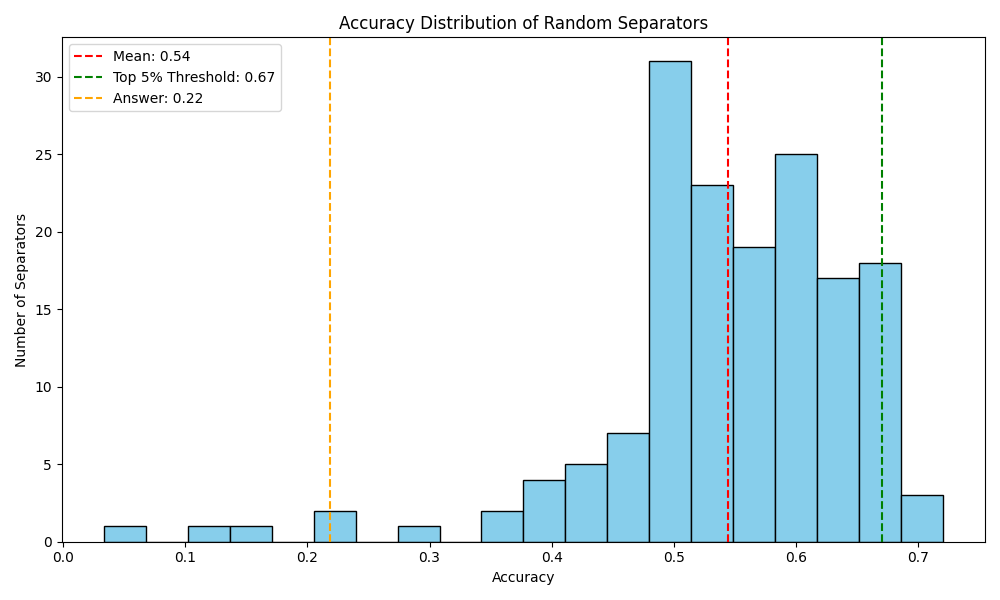 Accuracy Distribution of Random Separators
Mean: 0.54
Top 5% Threshold: 0.67
Answer: 0.22
Number of Separators
30
25
20
15
10
5
0
0.0 0.1 0.2 0.3 0.4 0.5 0.6 0.7
Accuracy